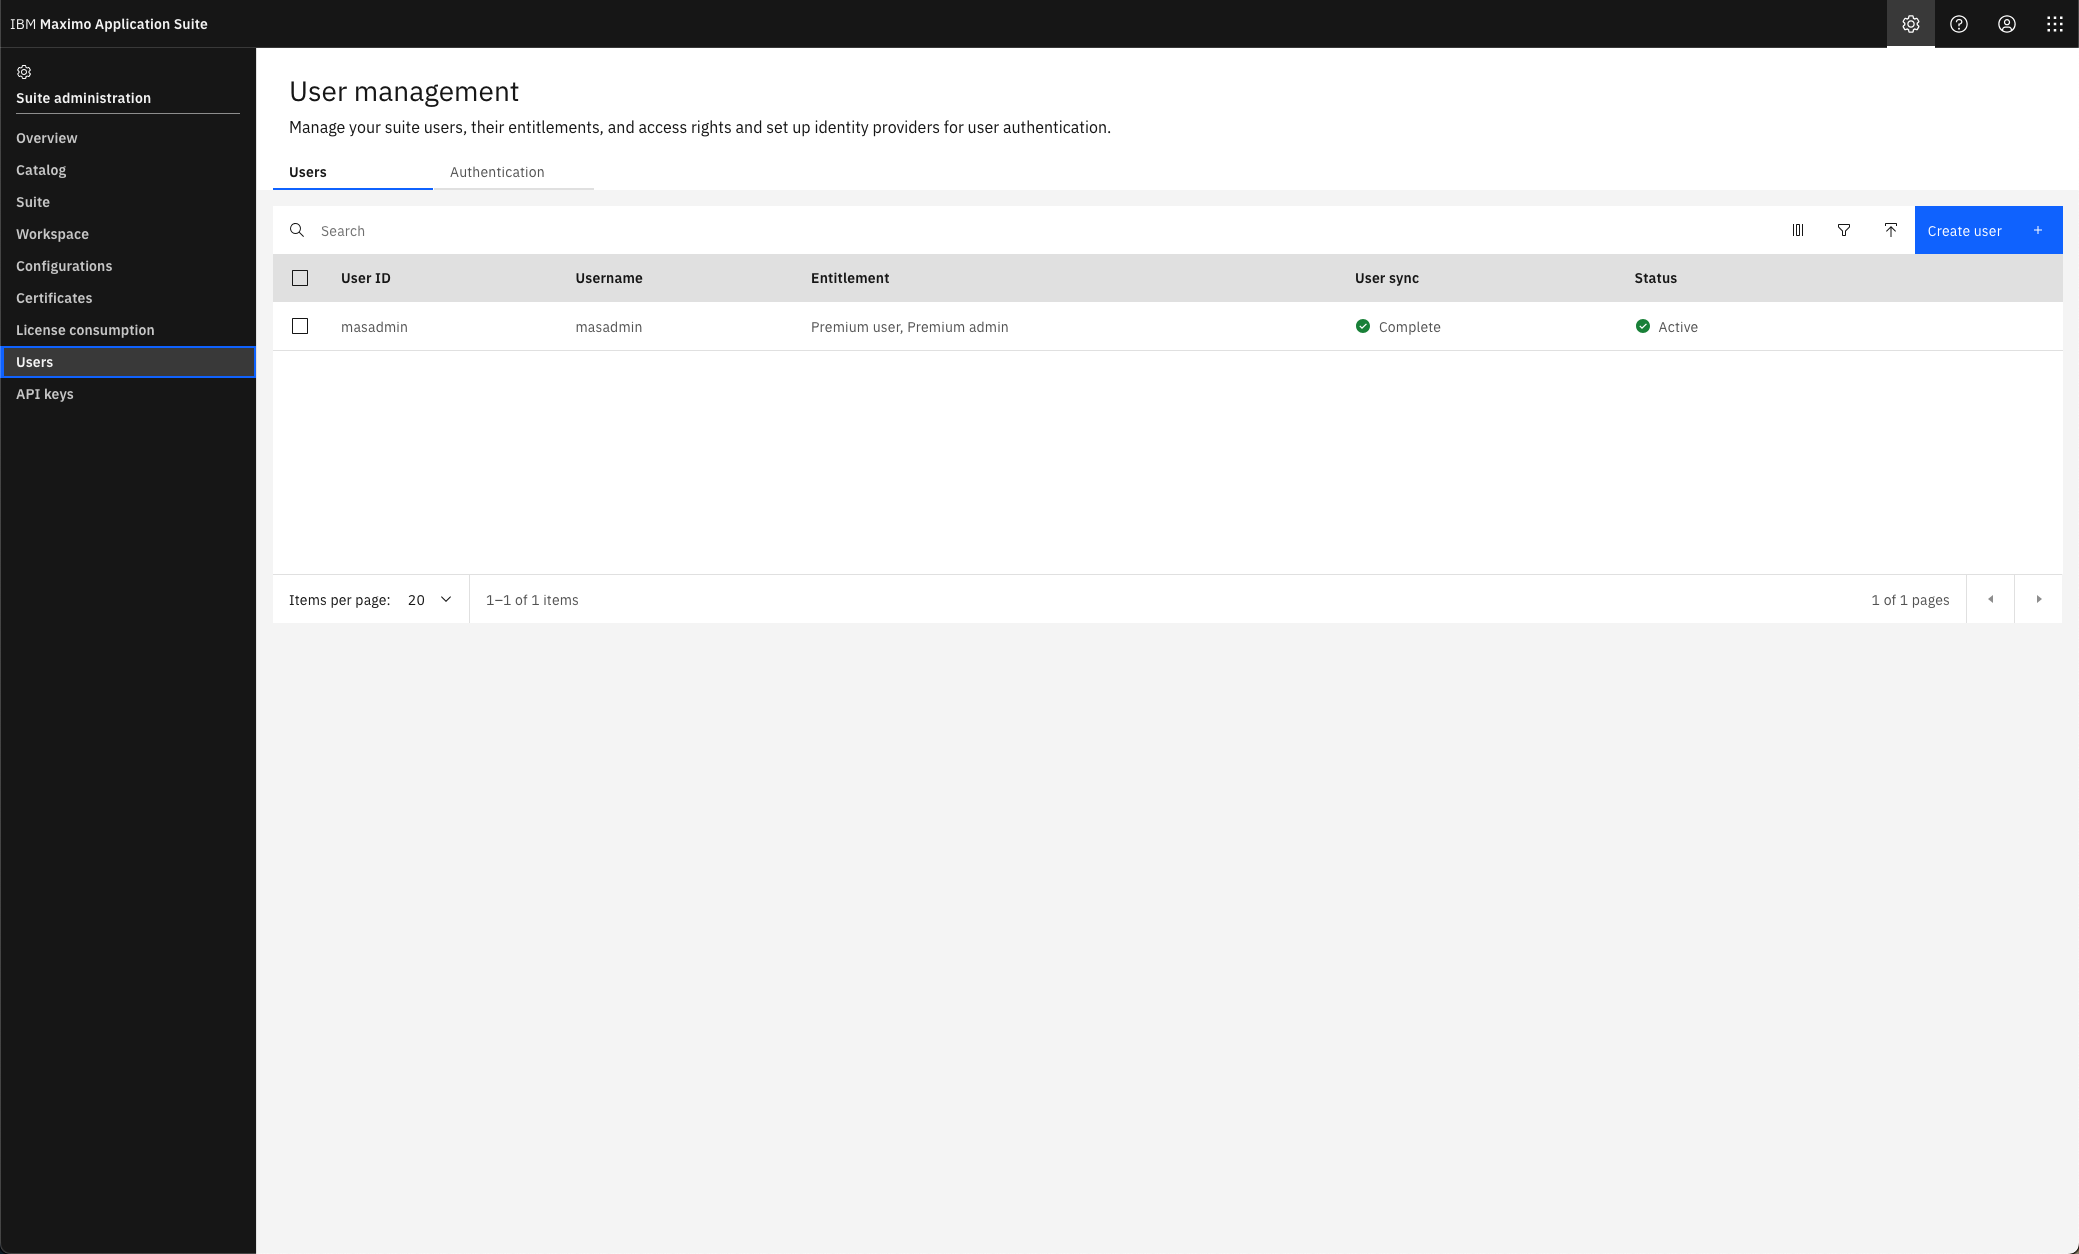 IBM Maximo Application Suite
Suite administration
Overview
Catalog
Suite
Workspace
Configurations
Certificates
License consumption
Users
API keys
User management
Manage your suite users, their entitlements, and access rights and set up identity providers for user authentication.
Users Authentication
Search Create user +
User ID Username Entitlement User sync Status
masadmin masadmin Premium user, Premium admin Complete Active
Items per page: 20 1–1 of 1 items 1 of 1 pages